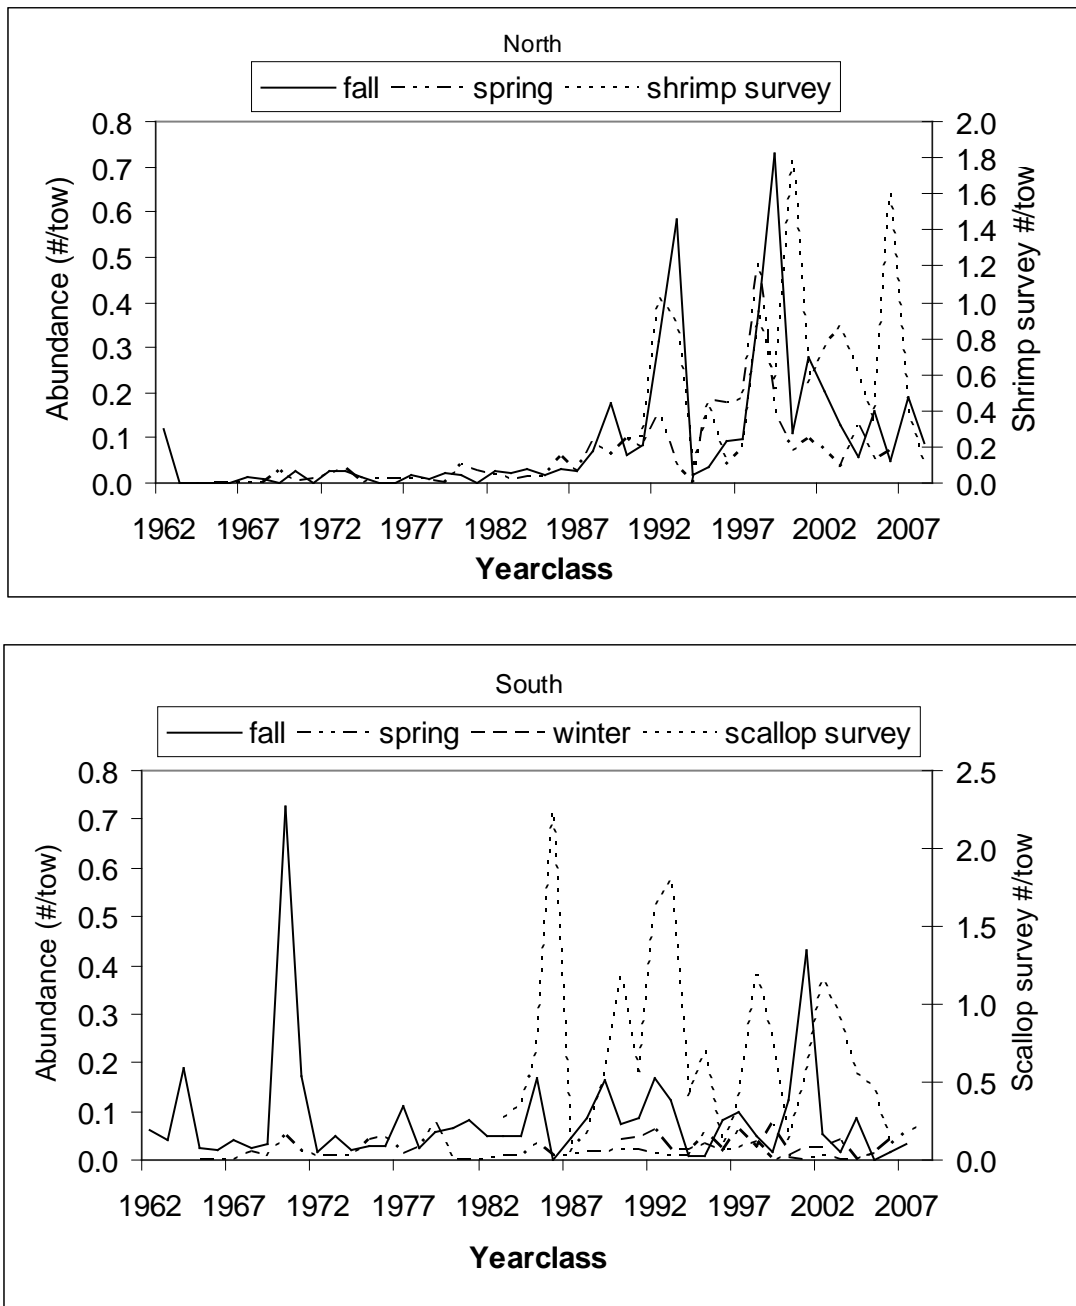 North
fall spring shrimp survey
0.8 2.0
0.7 1.8
0.6 1.6
0.5 1.4
0.4 1.2
0.3 1.0
0.2 0.8
0.1 0.6
0.0 0.4
0.2
0.0
Abundance (#/tow)
Shrimp survey #/tow
1962 1967 1972 1977 1982 1987 1992 1997 2002 2007
Yearclass
South
fall spring winter scallop survey
0.8 2.5
0.7 2.0
0.6 1.5
0.5 1.0
0.4 0.5
0.3 0.0
0.2
0.1
0.0
Abundance (#/tow)
Scallop survey #/tow
1962 1967 1972 1977 1982 1987 1992 1997 2002 2007
Yearclass